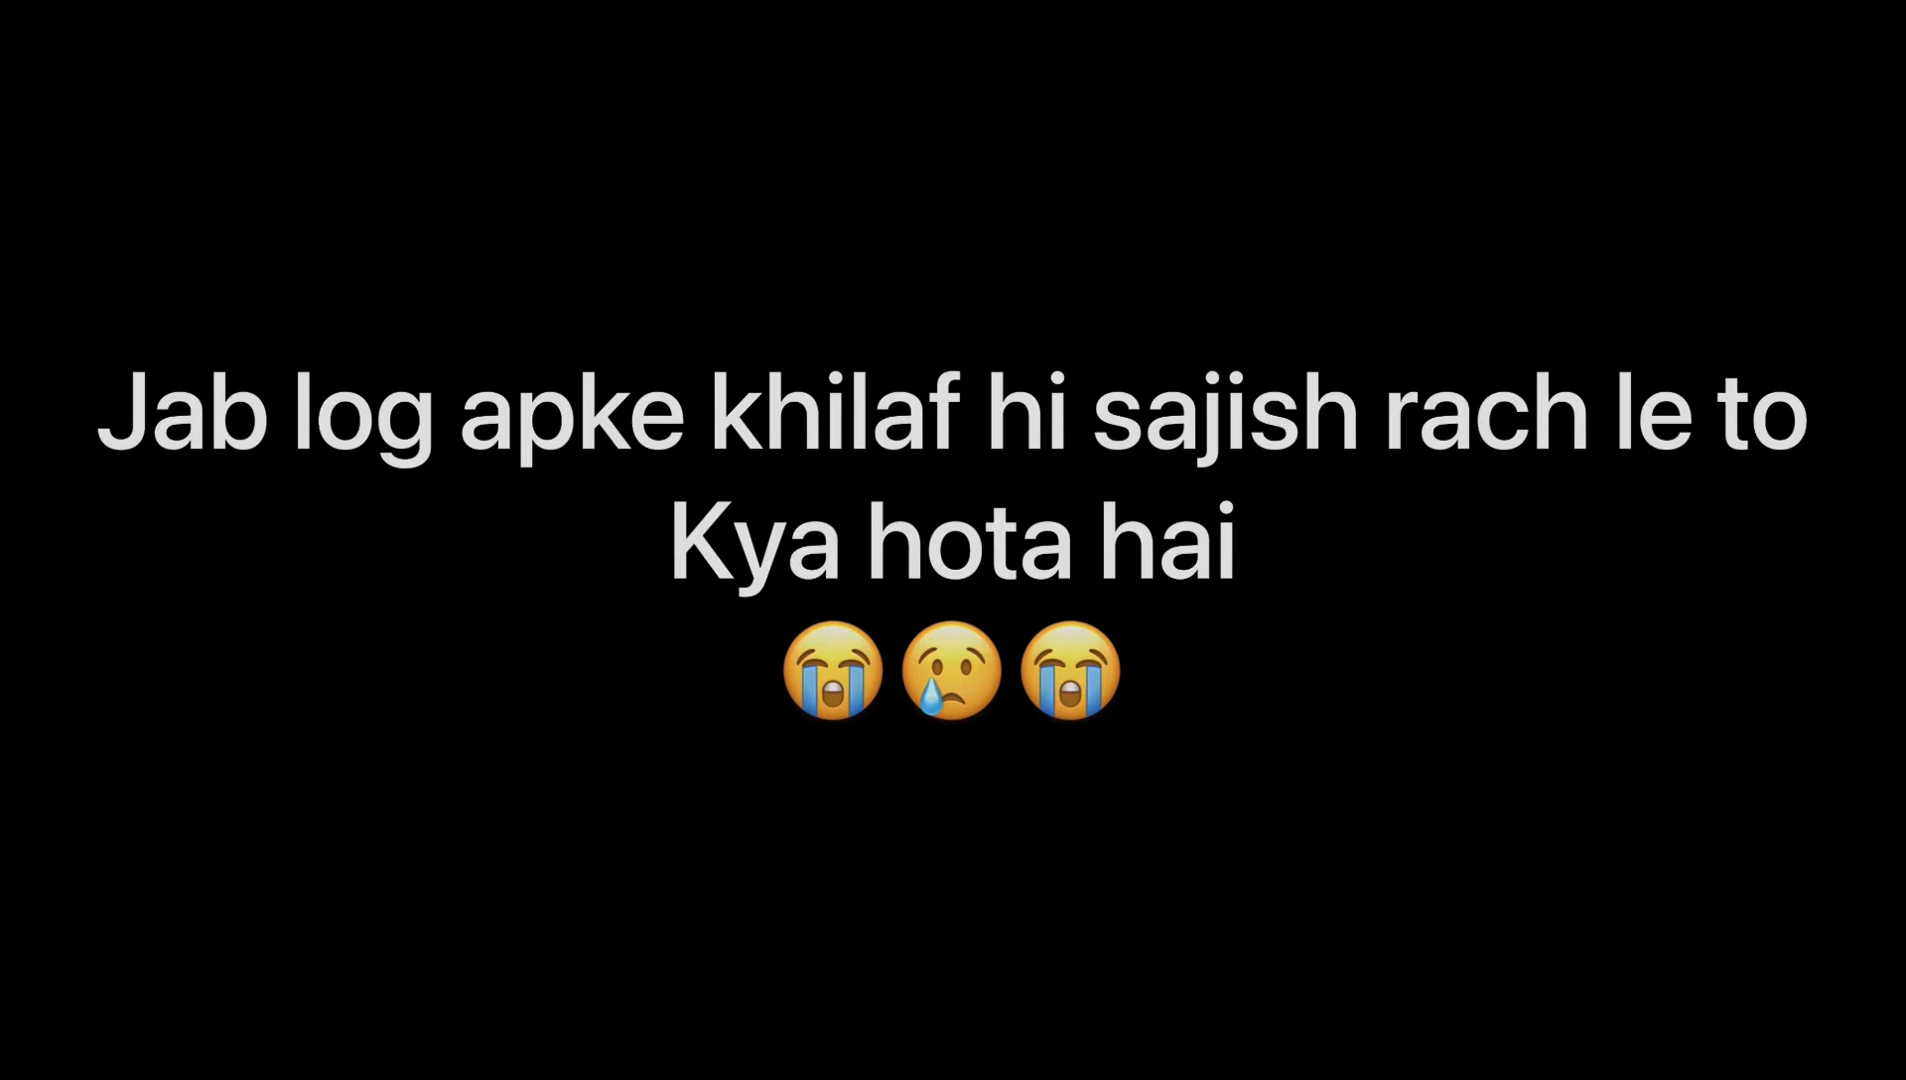 Jab log apke khilaf hi sajish rach le to
Kya hota hai
😭😢😭